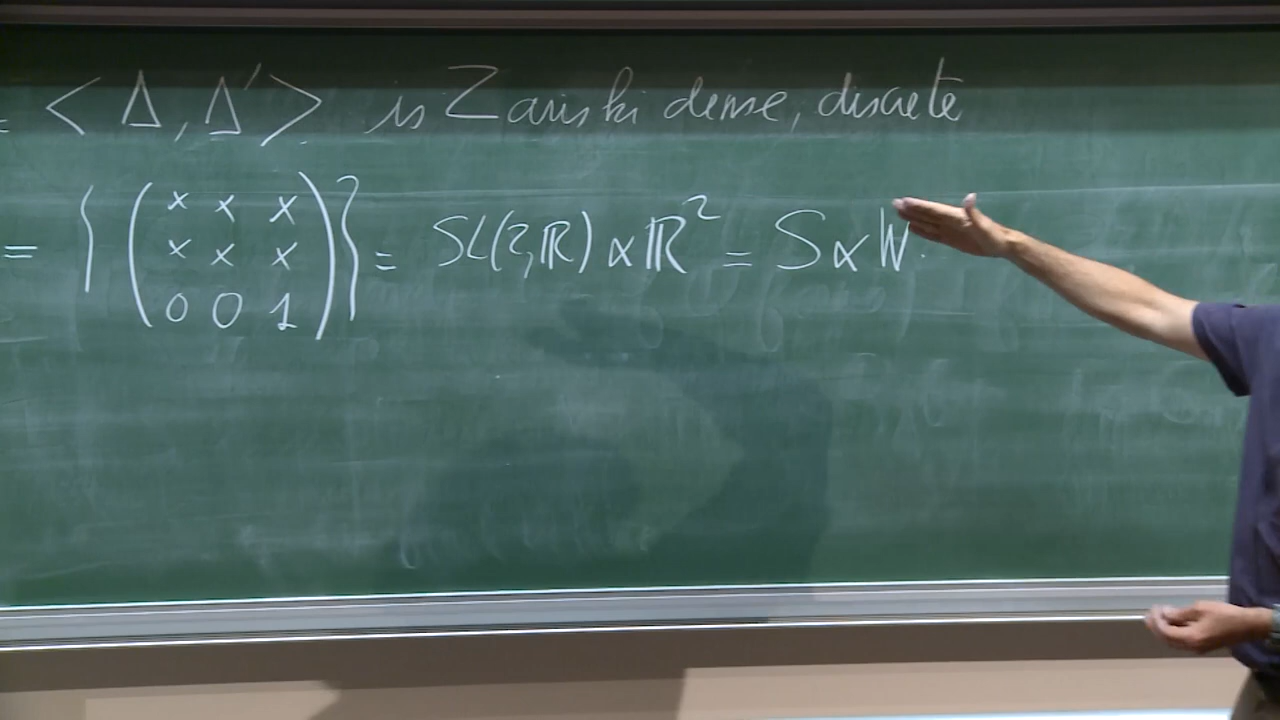 = < Δ, Δ' > is Zariski dense, discrete
= { ( x x x
x x x
0 0 1 ) } = SL(2,ℝ) ⋉ ℝ² = S ⋉ W